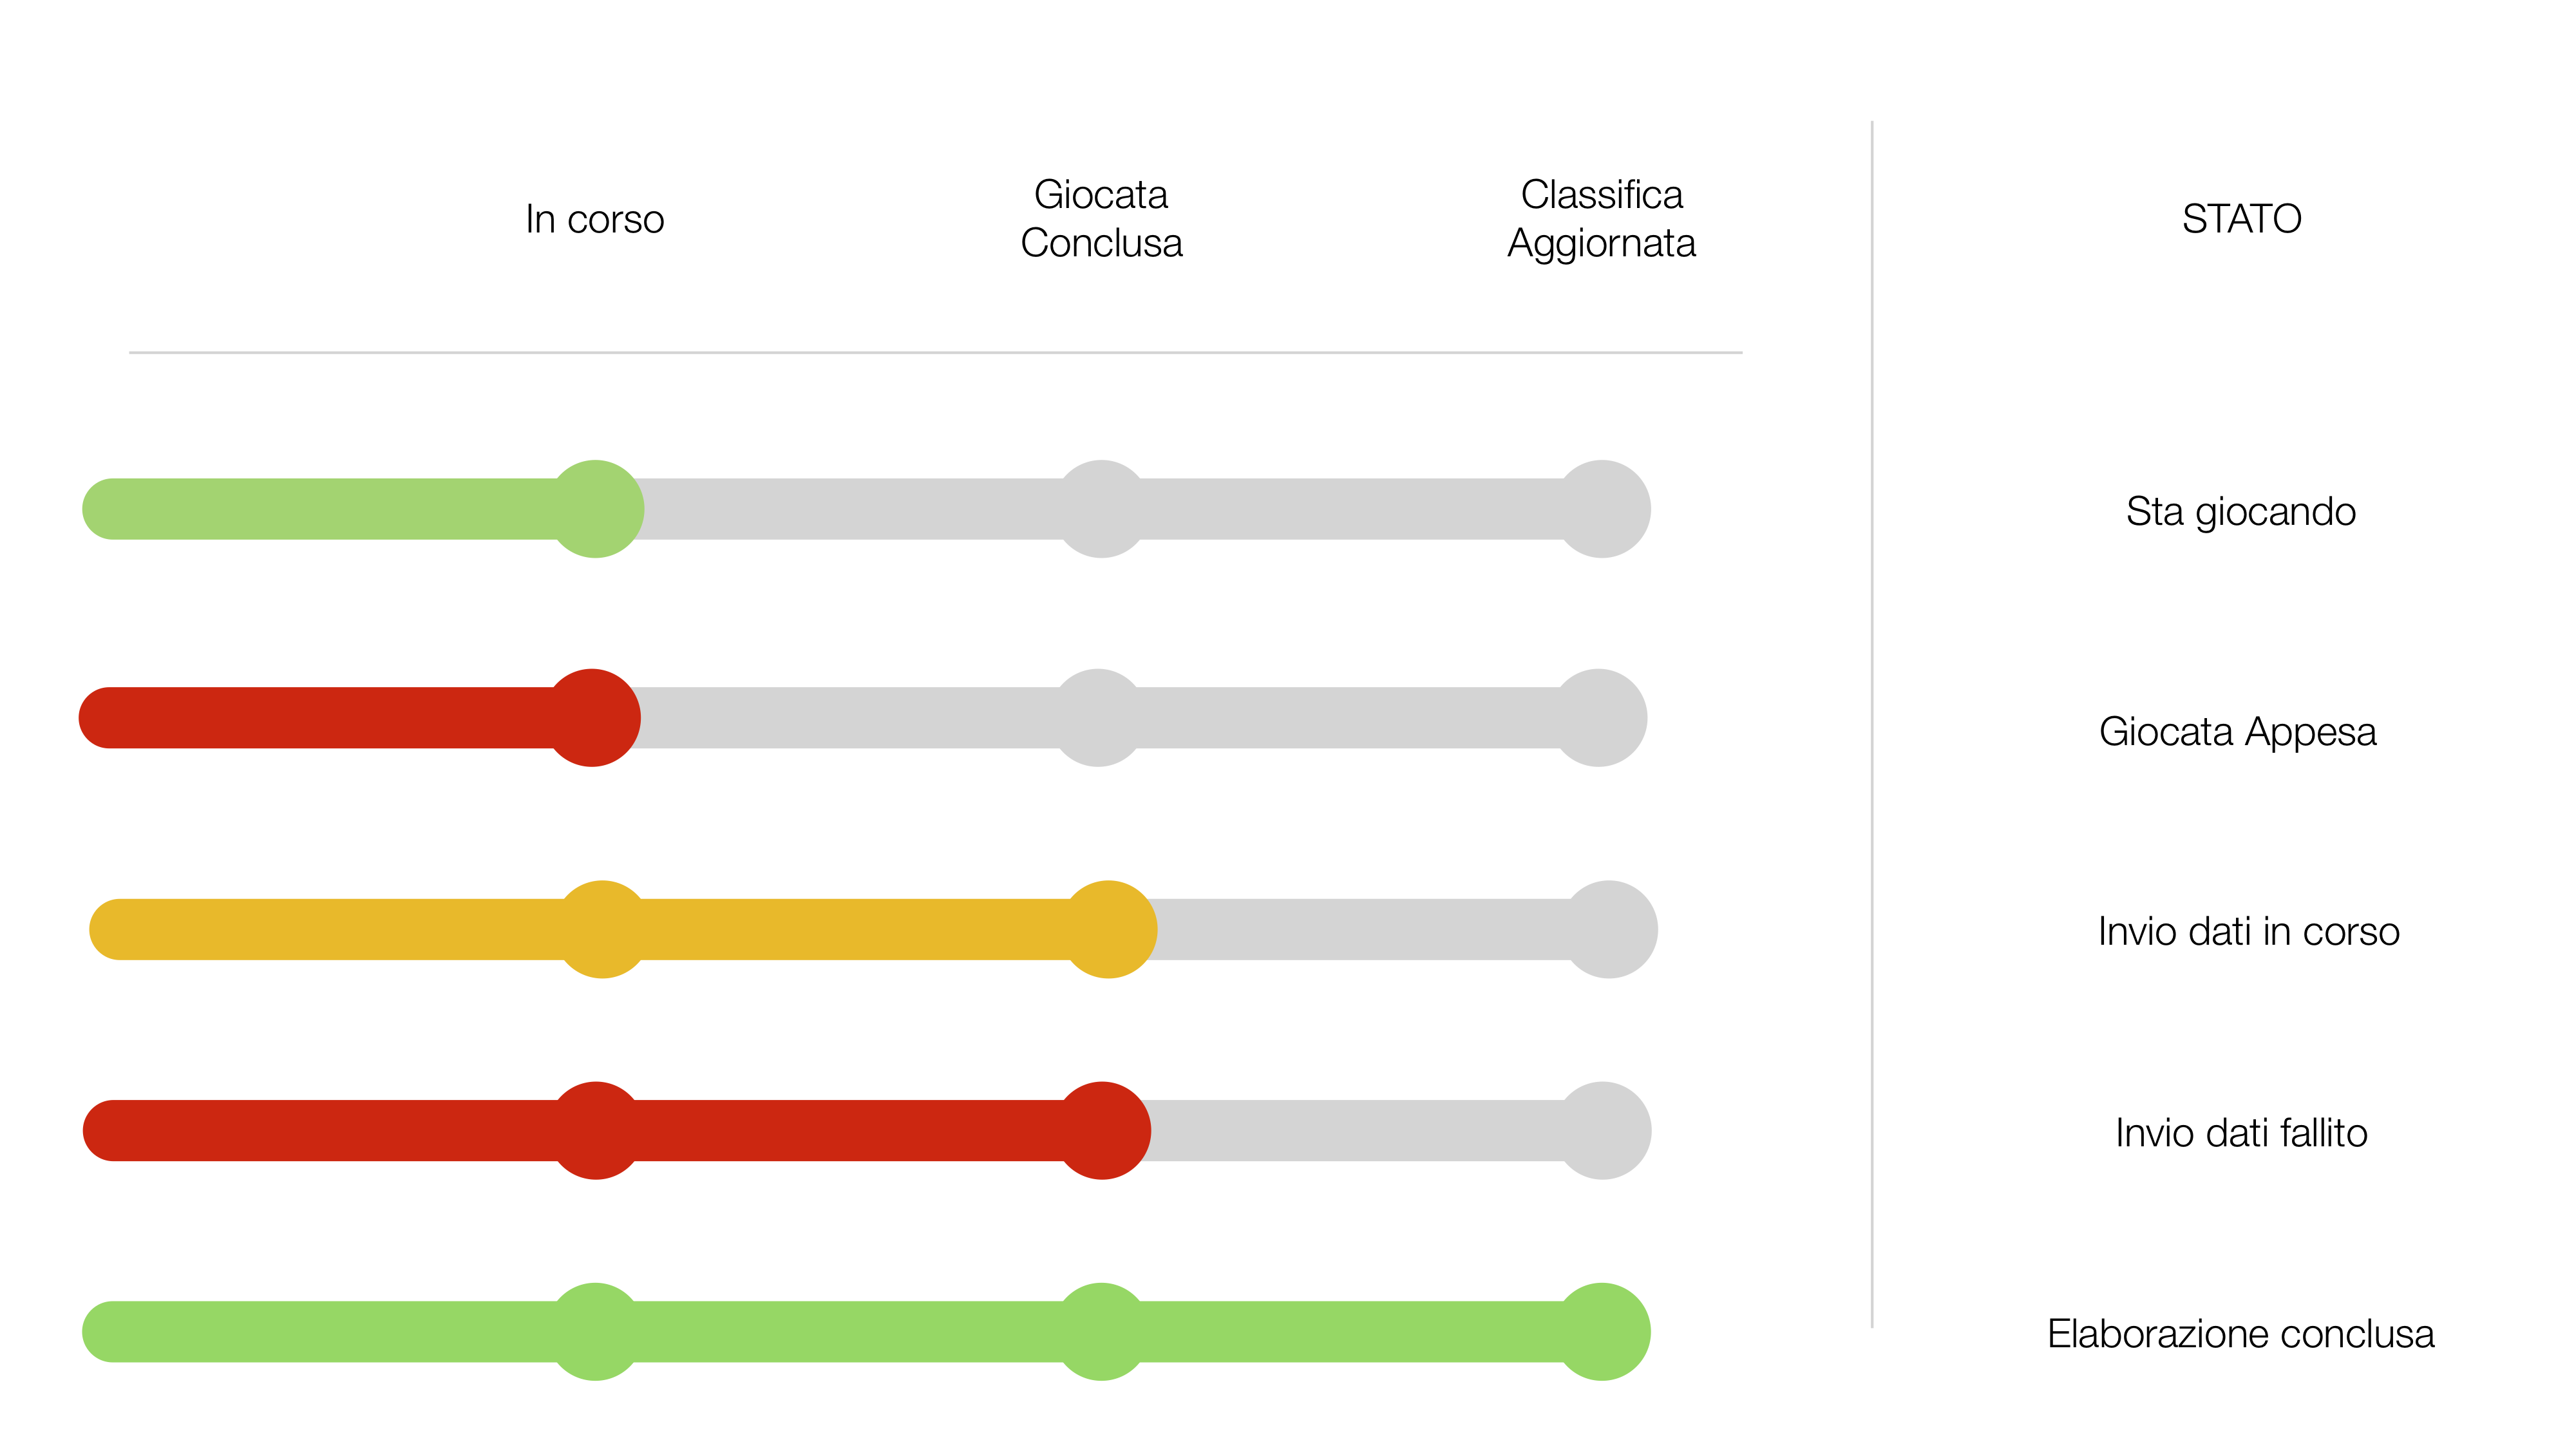 In corso
Giocata
Conclusa
Classifica
Aggiornata
STATO
Sta giocando
Giocata Appesa
Invio dati in corso
Invio dati fallito
Elaborazione conclusa